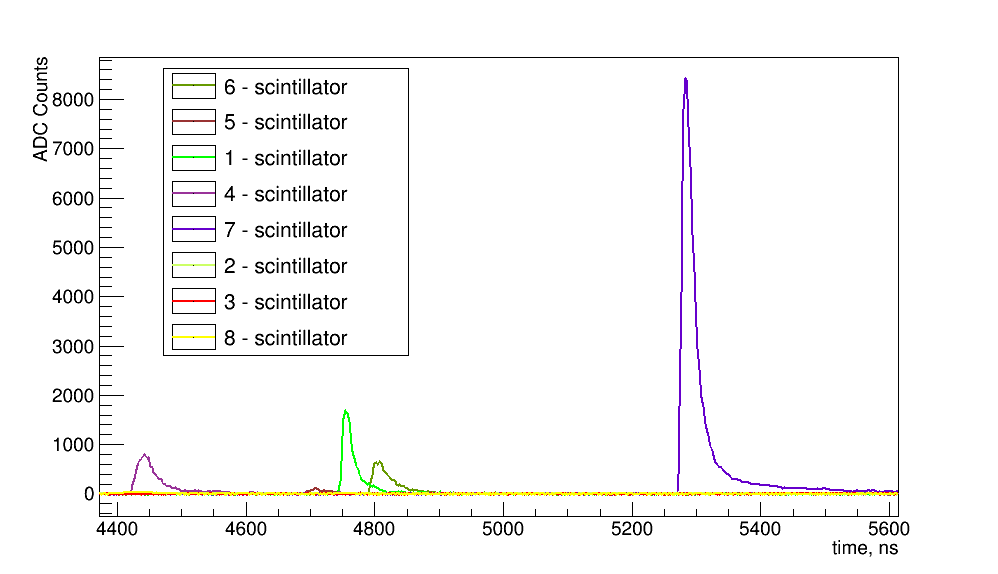 ADC Counts
8000
7000
6000
5000
4000
3000
2000
1000
0
6 - scintillator
5 - scintillator
1 - scintillator
4 - scintillator
7 - scintillator
2 - scintillator
3 - scintillator
8 - scintillator
4400 4600 4800 5000 5200 5400 5600
time, ns